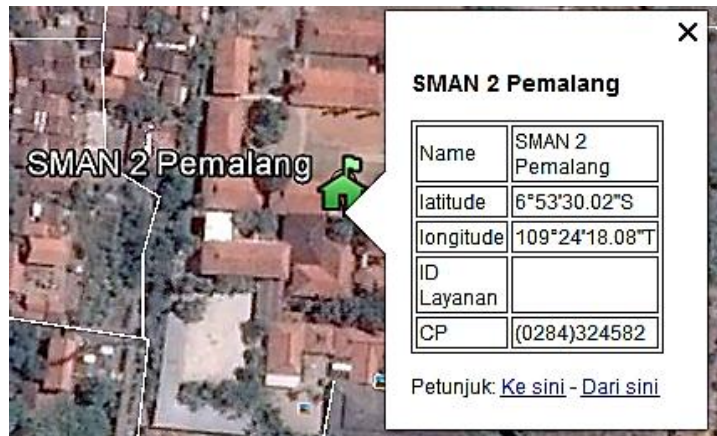 SMAN 2 Pemalang
SMAN 2 Pemalang
Name
SMAN 2
Pemalang
latitude
6°53'30.02"S
longitude
109°24'18.08"T
ID
Layanan
CP
(0284)324582
Petunjuk: Ke sini - Dari sini